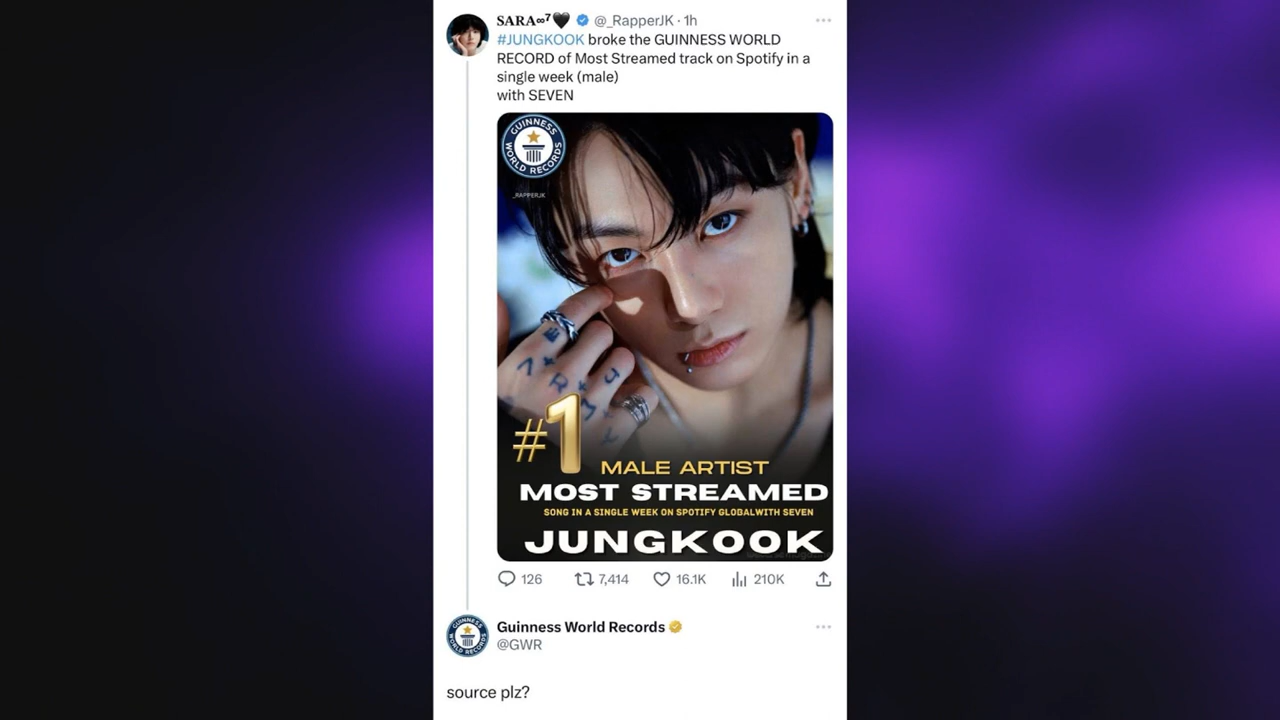 SARA∞⁷🖤 @_RapperJK · 1h
#JUNGKOOK broke the GUINNESS WORLD
RECORD of Most Streamed track on Spotify in a
single week (male)
with SEVEN
GUINNESS WORLD RECORDS
_RAPPERJK
#1
MALE ARTIST
MOST STREAMED
SONG IN A SINGLE WEEK ON SPOTIFY GLOBALWITH SEVEN
JUNGKOOK
126 7,414 16.1K 210K
GUINNESS WORLD RECORDS
Guinness World Records
@GWR
source plz?